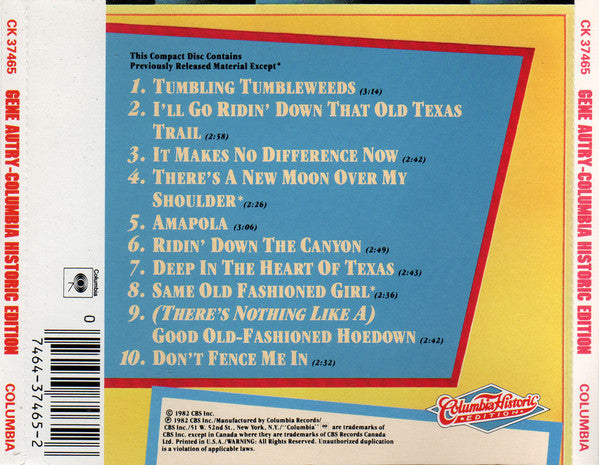 CK 37465
GENE AUTRY-COLUMBIA HISTORIC EDITION
COLUMBIA
Columbia
0
7464-37465-2
This Compact Disc Contains
Previously Released Material Except*
1. TUMBLING TUMBLEWEEDS (3:14)
2. I'LL GO RIDIN' DOWN THAT OLD TEXAS
TRAIL (2:58)
3. IT MAKES NO DIFFERENCE NOW (2:42)
4. THERE'S A NEW MOON OVER MY
SHOULDER* (2:26)
5. AMAPOLA (3:06)
6. RIDIN' DOWN THE CANYON (2:49)
7. DEEP IN THE HEART OF TEXAS (2:43)
8. SAME OLD FASHIONED GIRL* (2:36)
9. (THERE'S NOTHING LIKE A)
GOOD OLD-FASHIONED HOEDOWN (2:42)
10. DON'T FENCE ME IN (2:32)
© 1982 CBS Inc.
℗ 1982 CBS Inc./Manufactured by Columbia Records/
CBS Inc./51 W. 52nd St., New York, N.Y./"Columbia" are trademarks of
CBS Inc. except in Canada where they are trademarks of CBS Records Canada
Ltd. Printed in U.S.A./WARNING: All Rights Reserved. Unauthorized duplication
is a violation of applicable laws.
Columbia Historic
EDITION
CK 37465
GENE AUTRY-COLUMBIA HISTORIC EDITION
COLUMBIA